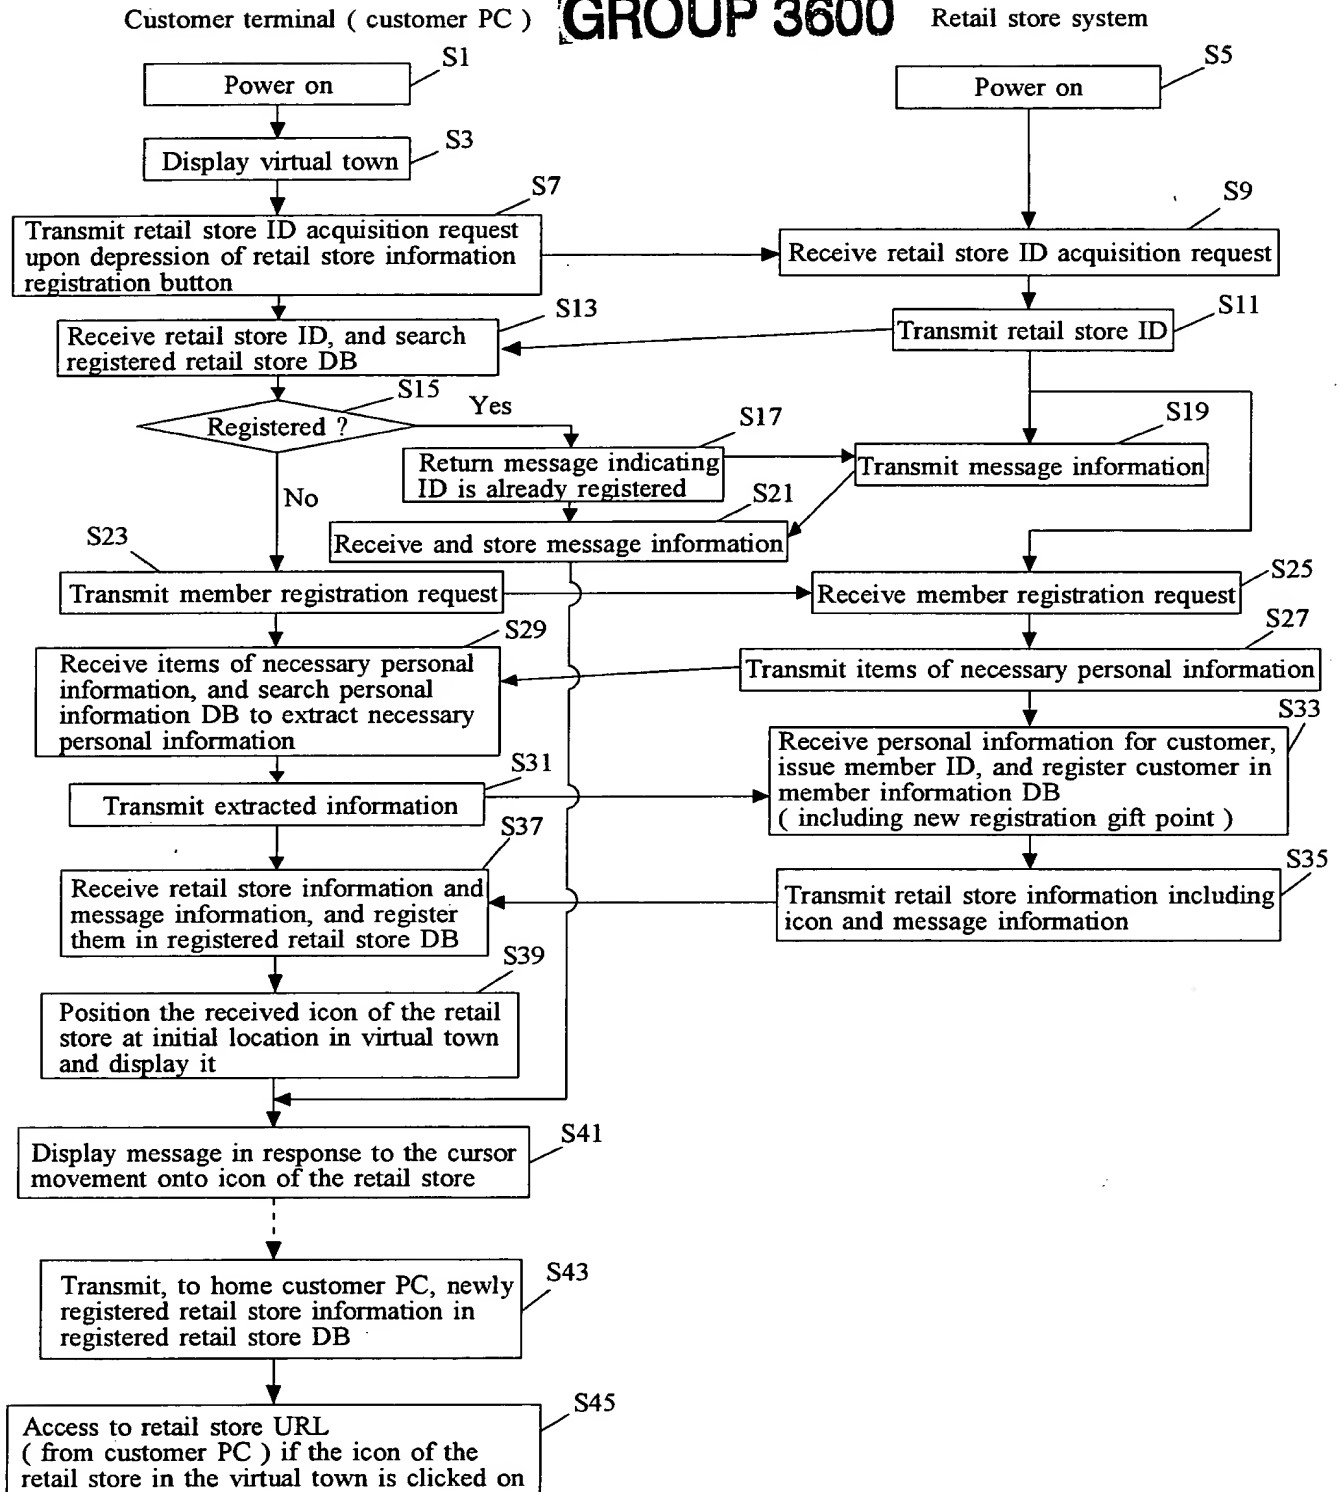 Customer terminal ( customer PC )
GROUP 3600
Retail store system
S1
Power on
S5
Power on
S3
Display virtual town
S7
Transmit retail store ID acquisition request
upon depression of retail store information
registration button
S9
Receive retail store ID acquisition request
S13
Receive retail store ID, and search
registered retail store DB
S11
Transmit retail store ID
S15
Registered ?
Yes
No
S17
Return message indicating
ID is already registered
S19
Transmit message information
S21
Receive and store message information
S23
Transmit member registration request
S25
Receive member registration request
S29
Receive items of necessary personal
information, and search personal
information DB to extract necessary
personal information
S27
Transmit items of necessary personal information
S31
Transmit extracted information
S33
Receive personal information for customer,
issue member ID, and register customer in
member information DB
( including new registration gift point )
S37
Receive retail store information and
message information, and register
them in registered retail store DB
S35
Transmit retail store information including
icon and message information
S39
Position the received icon of the retail
store at initial location in virtual town
and display it
S41
Display message in response to the cursor
movement onto icon of the retail store
S43
Transmit, to home customer PC, newly
registered retail store information in
registered retail store DB
S45
Access to retail store URL
( from customer PC ) if the icon of the
retail store in the virtual town is clicked on